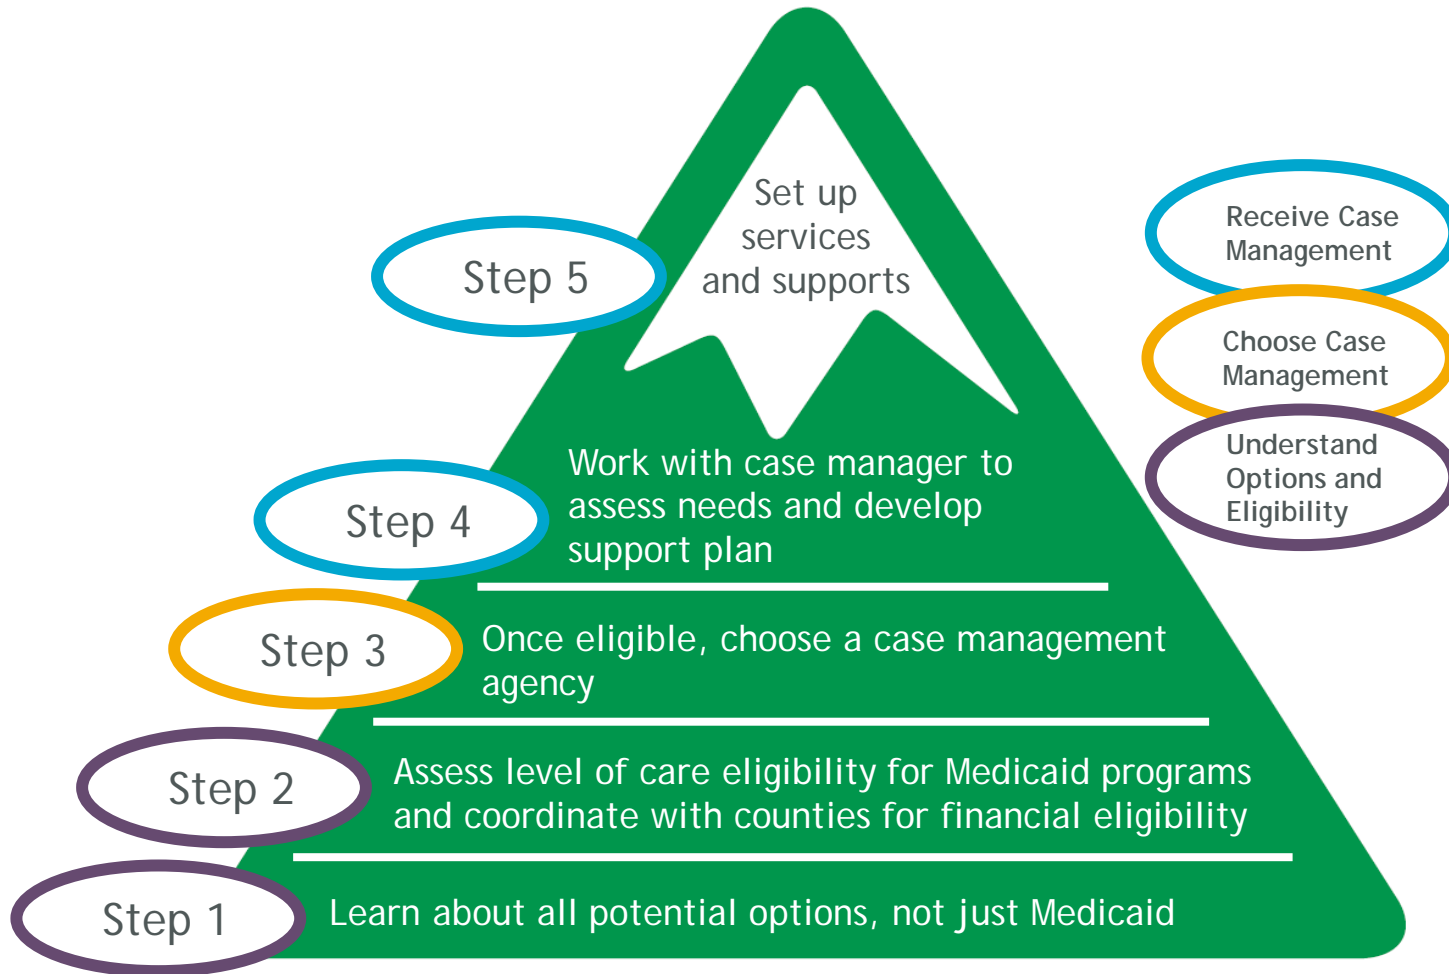 Set up
services
and supports
Step 5
Work with case manager to
assess needs and develop
support plan
Step 4
Once eligible, choose a case management
agency
Step 3
Assess level of care eligibility for Medicaid programs
and coordinate with counties for financial eligibility
Step 2
Learn about all potential options, not just Medicaid
Step 1
Receive Case
Management
Choose Case
Management
Understand
Options and
Eligibility